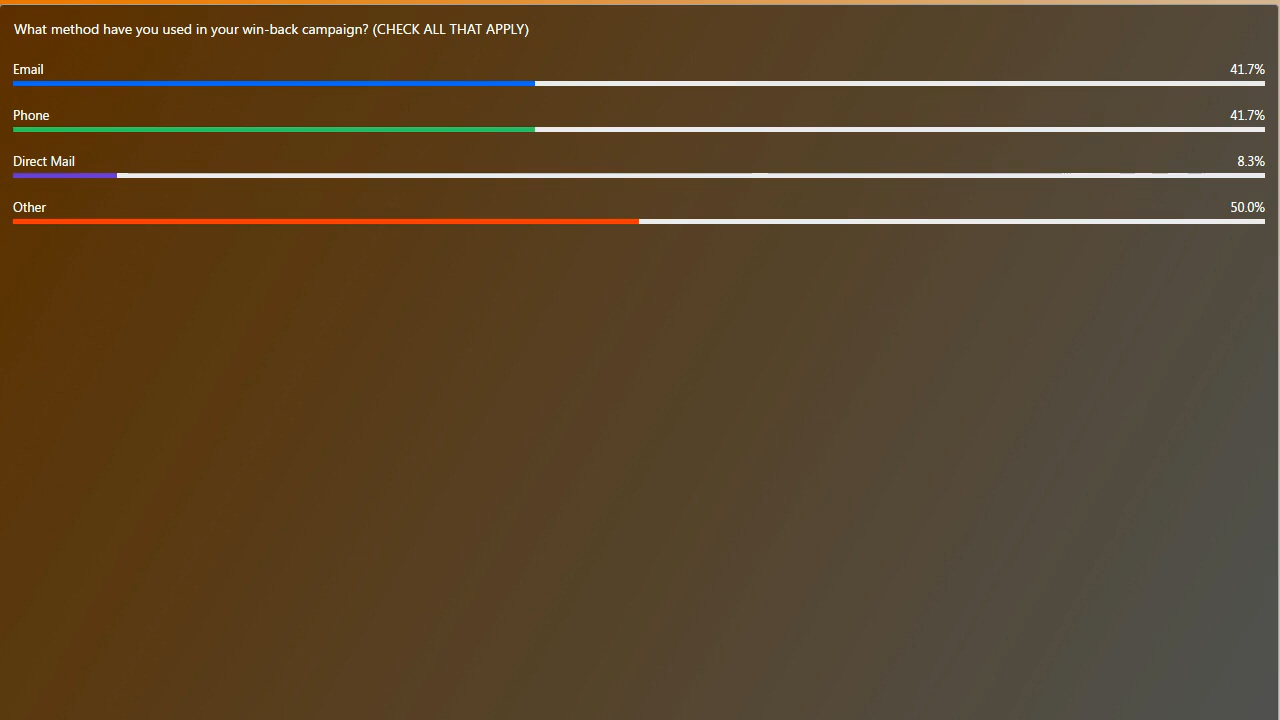 What method have you used in your win-back campaign? (CHECK ALL THAT APPLY)
Email 41.7%
Phone 41.7%
Direct Mail 8.3%
Other 50.0%